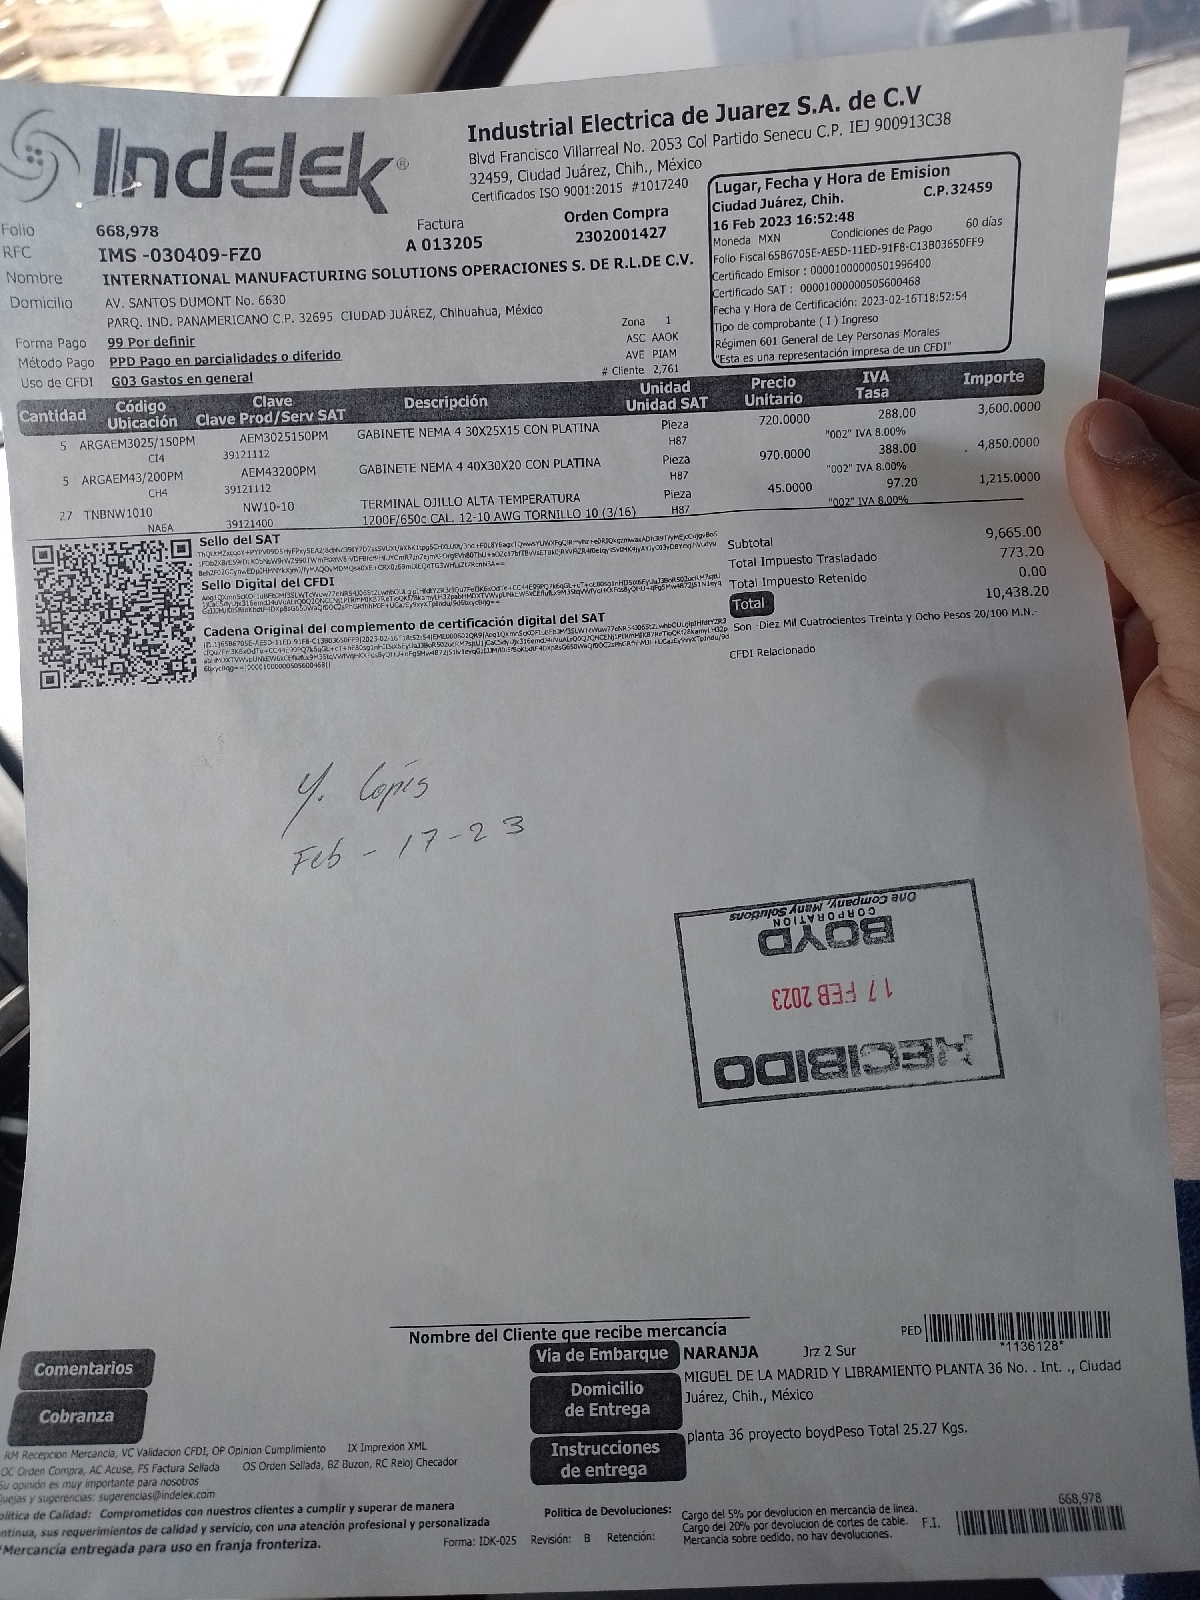 Indelek®
Industrial Electrica de Juarez S.A. de C.V
Blvd Francisco Villarreal No. 2053 Col Partido Senecu C.P. IEJ 900913C38
32459, Ciudad Juárez, Chih., México
Certificados ISO 9001:2015 #1017240
Lugar, Fecha y Hora de Emision
Ciudad Juárez, Chih. C.P. 32459
16 Feb 2023 16:52:48
Moneda MXN Condiciones de Pago 60 días
Folio Fiscal 65B6705E-AE5D-11ED-91F8-C13B03650FF9
Certificado Emisor : 00001000000501996400
Certificado SAT : 00001000000505600468
Fecha y Hora de Certificación: 2023-02-16T18:52:54
Tipo de comprobante ( I ) Ingreso
Régimen 601 General de Ley Personas Morales
"Esta es una representación impresa de un CFDI"
Folio 668,978 Factura A 013205 Orden Compra 2302001427
RFC IMS -030409-FZ0
Nombre INTERNATIONAL MANUFACTURING SOLUTIONS OPERACIONES S. DE R.L.DE C.V.
Domicilio AV. SANTOS DUMONT No. 6630
PARQ. IND. PANAMERICANO C.P. 32695 CIUDAD JUÁREZ, Chihuahua, México
Forma Pago 99 Por definir
Método Pago PPD Pago en parcialidades o diferido
Uso de CFDI G03 Gastos en general
Zona 1
ASC AAOK
AVE PIAM
# Cliente 2,761
Cantidad Código Ubicación Clave Clave Prod/Serv SAT Descripción Unidad Unidad SAT Precio Unitario IVA Tasa Importe
5 ARGAEM3025/150PM AEM3025150PM GABINETE NEMA 4 30X25X15 CON PLATINA Pieza 720.0000 288.00 3,600.0000
CI4 39121112 H87 "002" IVA 8.00%
5 ARGAEM43/200PM AEM43200PM GABINETE NEMA 4 40X30X20 CON PLATINA Pieza 970.0000 388.00 4,850.0000
CH4 39121112 H87 "002" IVA 8.00%
27 TNBNW1010 NW10-10 TERMINAL OJILLO ALTA TEMPERATURA Pieza 45.0000 97.20 1,215.0000
NA6A 39121400 1200F/650c CAL. 12-10 AWG TORNILLO 10 (3/16) H87 "002" IVA 8.00%
Sello del SAT
Sello Digital del CFDI
Cadena Original del complemento de certificación digital del SAT
Subtotal 9,665.00
Total Impuesto Trasladado 773.20
Total Impuesto Retenido 0.00
Total 10,438.20
Son -Diez Mil Cuatrocientos Treinta y Ocho Pesos 20/100 M.N.-
CFDI Relacionado
Y.
Feb - 17-23
One Company, Many Solutions
CORPORATION
BOYD
17 FEB 2023
RECIBIDO
Nombre del Cliente que recibe mercancía
PED *1136128*
Comentarios
Cobranza
Vía de Embarque NARANJA Jrz 2 Sur
Domicilio de Entrega MIGUEL DE LA MADRID Y LIBRAMIENTO PLANTA 36 No. . Int. ., Ciudad
Juárez, Chih., México
Instrucciones de entrega planta 36 proyecto boydPeso Total 25.27 Kgs.
RM Recepcion Mercancia, VC Validacion CFDI, OP Opinion Cumplimiento IX Imprexion XML
OC Orden Compra, AC Acuse, FS Factura Sellada OS Orden Sellada, BZ Buzon, RC Reloj Checador
Su opinión es muy importante para nosotros
Quejas y sugerencias: sugerencias@indelek.com
olítica de Calidad: Comprometidos con nuestros clientes a cumplir y superar de manera
ntinua, sus requerimientos de calidad y servicio, con una atención profesional y personalizada
*Mercancía entregada para uso en franja fronteriza.
Forma: IDK-025 Revisión: B Retención:
Politica de Devoluciones: Cargo del 5% por devolucion en mercancia de linea.
Cargo del 20% por devolucion de cortes de cable.
Mercancia sobre pedido, no hay devoluciones.
F.I. 668,978